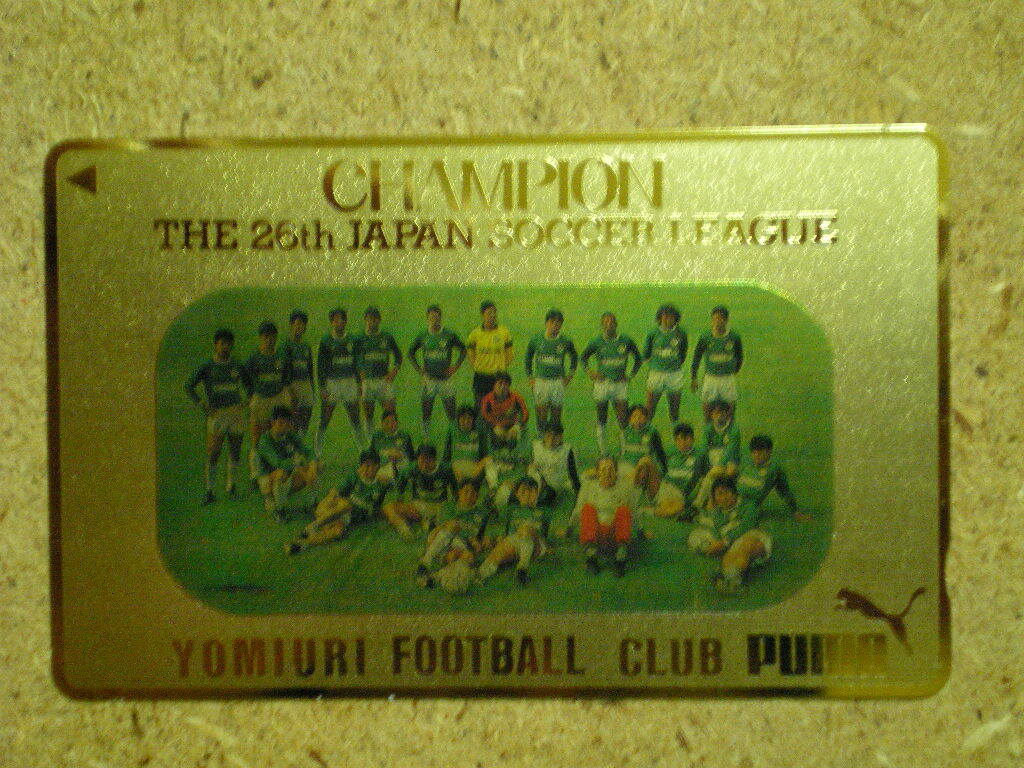 CHAMPION
THE 26th JAPAN SOCCER LEAGUE
YOMIURI FOOTBALL CLUB PUMA